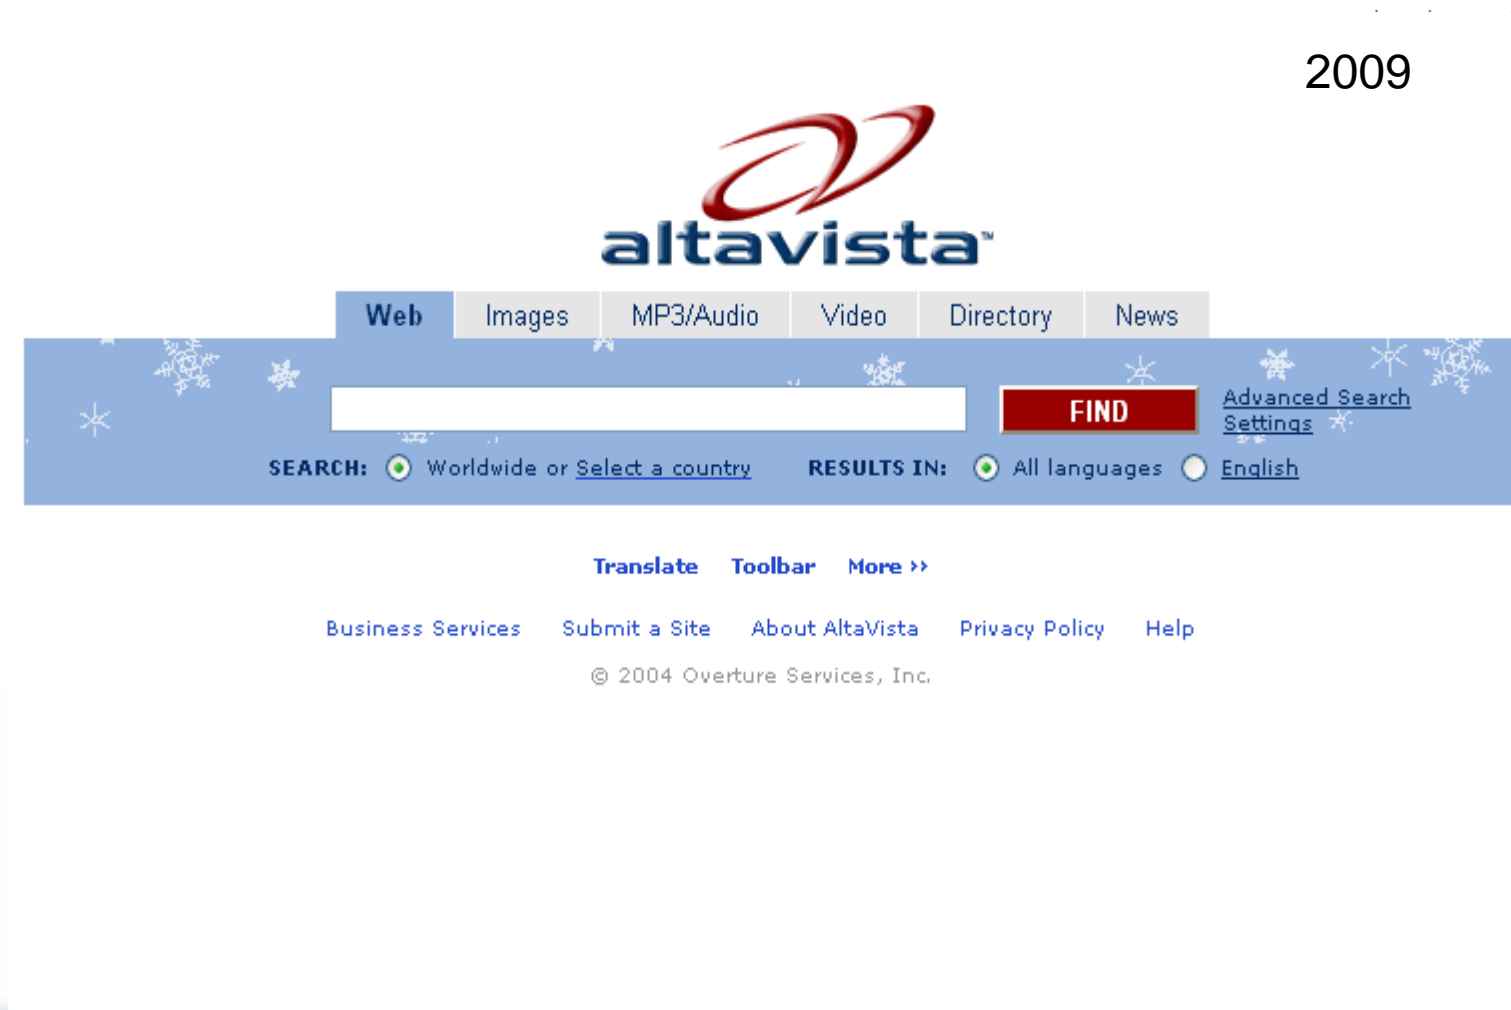 2009
altavista™
Web Images MP3/Audio Video Directory News
FIND Advanced Search
Settings
SEARCH: Worldwide or Select a country RESULTS IN: All languages English
Translate Toolbar More ››
Business Services Submit a Site About AltaVista Privacy Policy Help
© 2004 Overture Services, Inc.